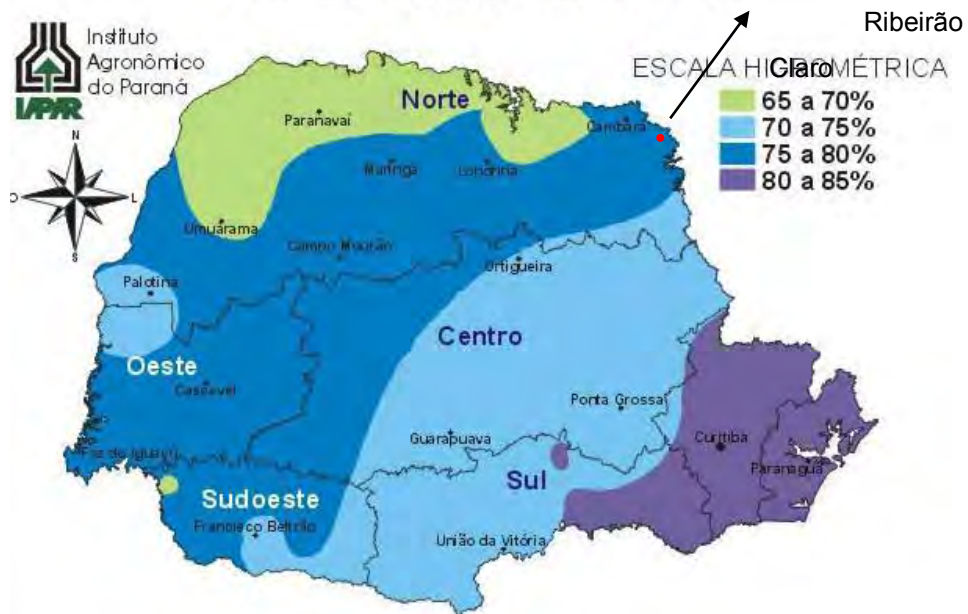 Ribeirão
Claro
Instituto
Agronômico
do Paraná
IAPAR
ESCALA HIGROMÉTRICA
65 a 70%
70 a 75%
75 a 80%
80 a 85%
N
O
L
S
Norte
Paranavaí
Cambará
Maringá
Londrina
Umuarama
Campo Mourão
Ortigueira
Palotina
Centro
Oeste
Cascavel
Ponta Grossa
Guarapuava
Curitiba
Foz do Iguaçu
Paranaguá
Sul
Sudoeste
Francisco Beltrão
União da Vitória